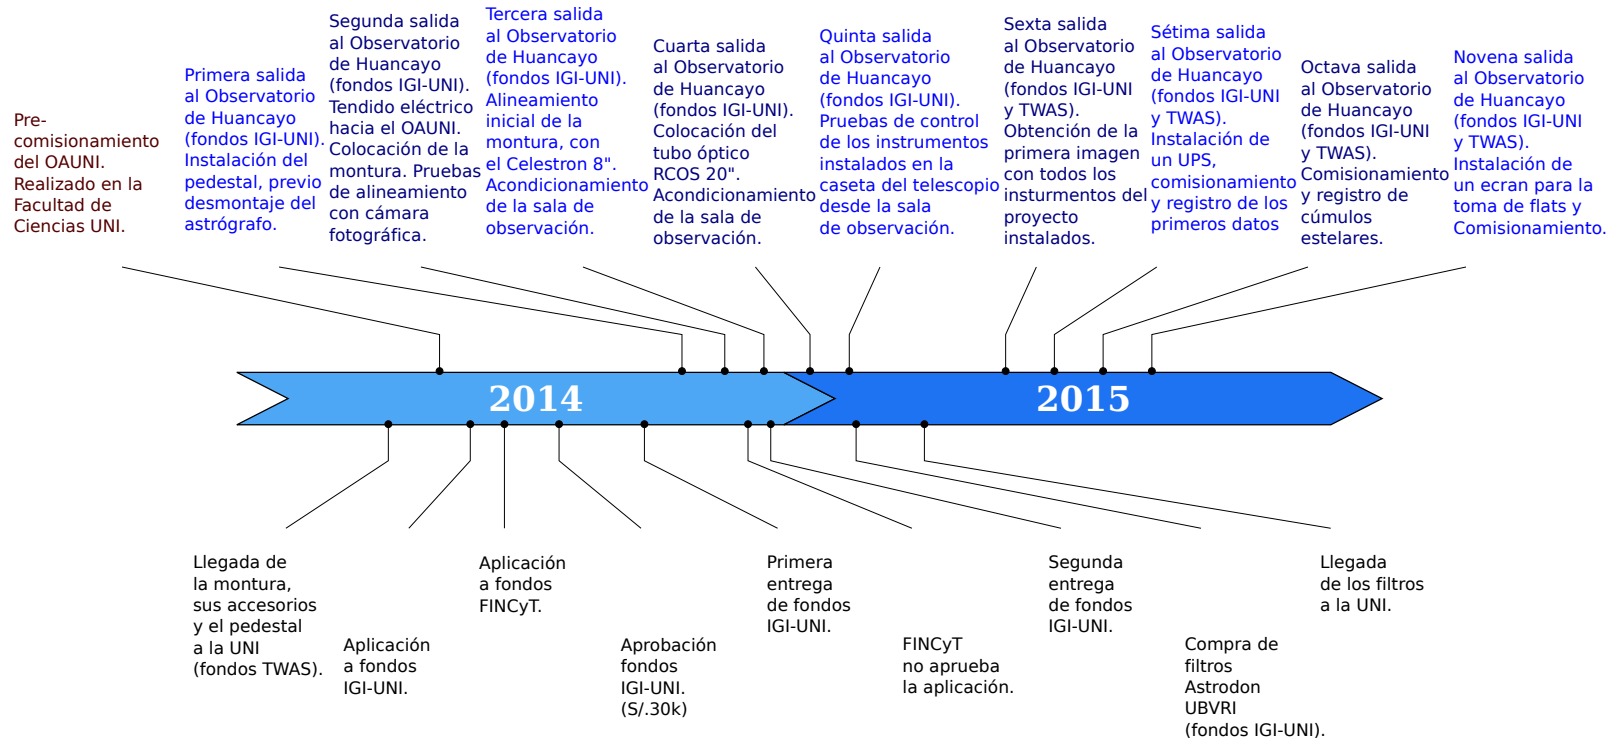 Pre-
comisionamiento
del OAUNI.
Realizado en la
Facultad de
Ciencias UNI.
Primera salida
al Observatorio
de Huancayo
(fondos IGI-UNI).
Instalación del
pedestal, previo
desmontaje del
astrógrafo.
Segunda salida
al Observatorio
de Huancayo
(fondos IGI-UNI).
Tendido eléctrico
hacia el OAUNI.
Colocación de la
montura. Pruebas
de alineamiento
con cámara
fotográfica.
Tercera salida
al Observatorio
de Huancayo
(fondos IGI-UNI).
Alineamiento
inicial de la
montura, con
el Celestron 8".
Acondicionamiento
de la sala de
observación.
Cuarta salida
al Observatorio
de Huancayo
(fondos IGI-UNI).
Colocación del
tubo óptico
RCOS 20".
Acondicionamiento
de la sala de
observación.
Quinta salida
al Observatorio
de Huancayo
(fondos IGI-UNI).
Pruebas de control
de los instrumentos
instalados en la
caseta del telescopio
desde la sala
de observación.
Sexta salida
al Observatorio
de Huancayo
(fondos IGI-UNI
y TWAS).
Obtención de la
primera imagen
con todos los
insturmentos del
proyecto
instalados.
Sétima salida
al Observatorio
de Huancayo
(fondos IGI-UNI
y TWAS).
Instalación de
un UPS,
comisionamiento
y registro de los
primeros datos
Octava salida
al Observatorio
de Huancayo
(fondos IGI-UNI
y TWAS).
Comisionamiento
y registro de
cúmulos
estelares.
Novena salida
al Observatorio
de Huancayo
(fondos IGI-UNI
y TWAS).
Instalación de
un ecran para la
toma de flats y
Comisionamiento.
2014
2015
Llegada de
la montura,
sus accesorios
y el pedestal
a la UNI
(fondos TWAS).
Aplicación
a fondos
IGI-UNI.
Aplicación
a fondos
FINCyT.
Aprobación
fondos
IGI-UNI.
(S/.30k)
Primera
entrega
de fondos
IGI-UNI.
FINCyT
no aprueba
la aplicación.
Segunda
entrega
de fondos
IGI-UNI.
Compra de
filtros
Astrodon
UBVRI
(fondos IGI-UNI).
Llegada
de los filtros
a la UNI.